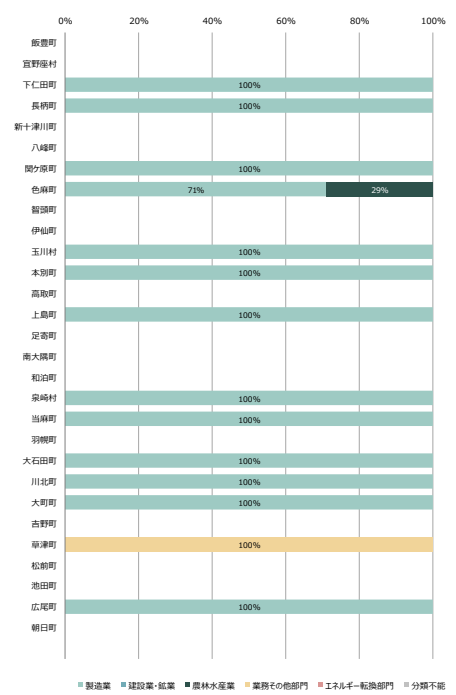 0% 20% 40% 60% 80% 100%
飯豊町
宜野座村
下仁田町 100%
長柄町 100%
新十津川町
八峰町
関ケ原町 100%
色麻町 71% 29%
智頭町
伊仙町
玉川村 100%
本別町 100%
高取町
上島町 100%
足寄町
南大隅町
和泊町
泉崎村 100%
当麻町 100%
羽幌町
大石田町 100%
川北町 100%
大町町 100%
吉野町
草津町 100%
松前町
池田町
広尾町 100%
朝日町
製造業 建設業・鉱業 農林水産業 業務その他部門 エネルギー転換部門 分類不能